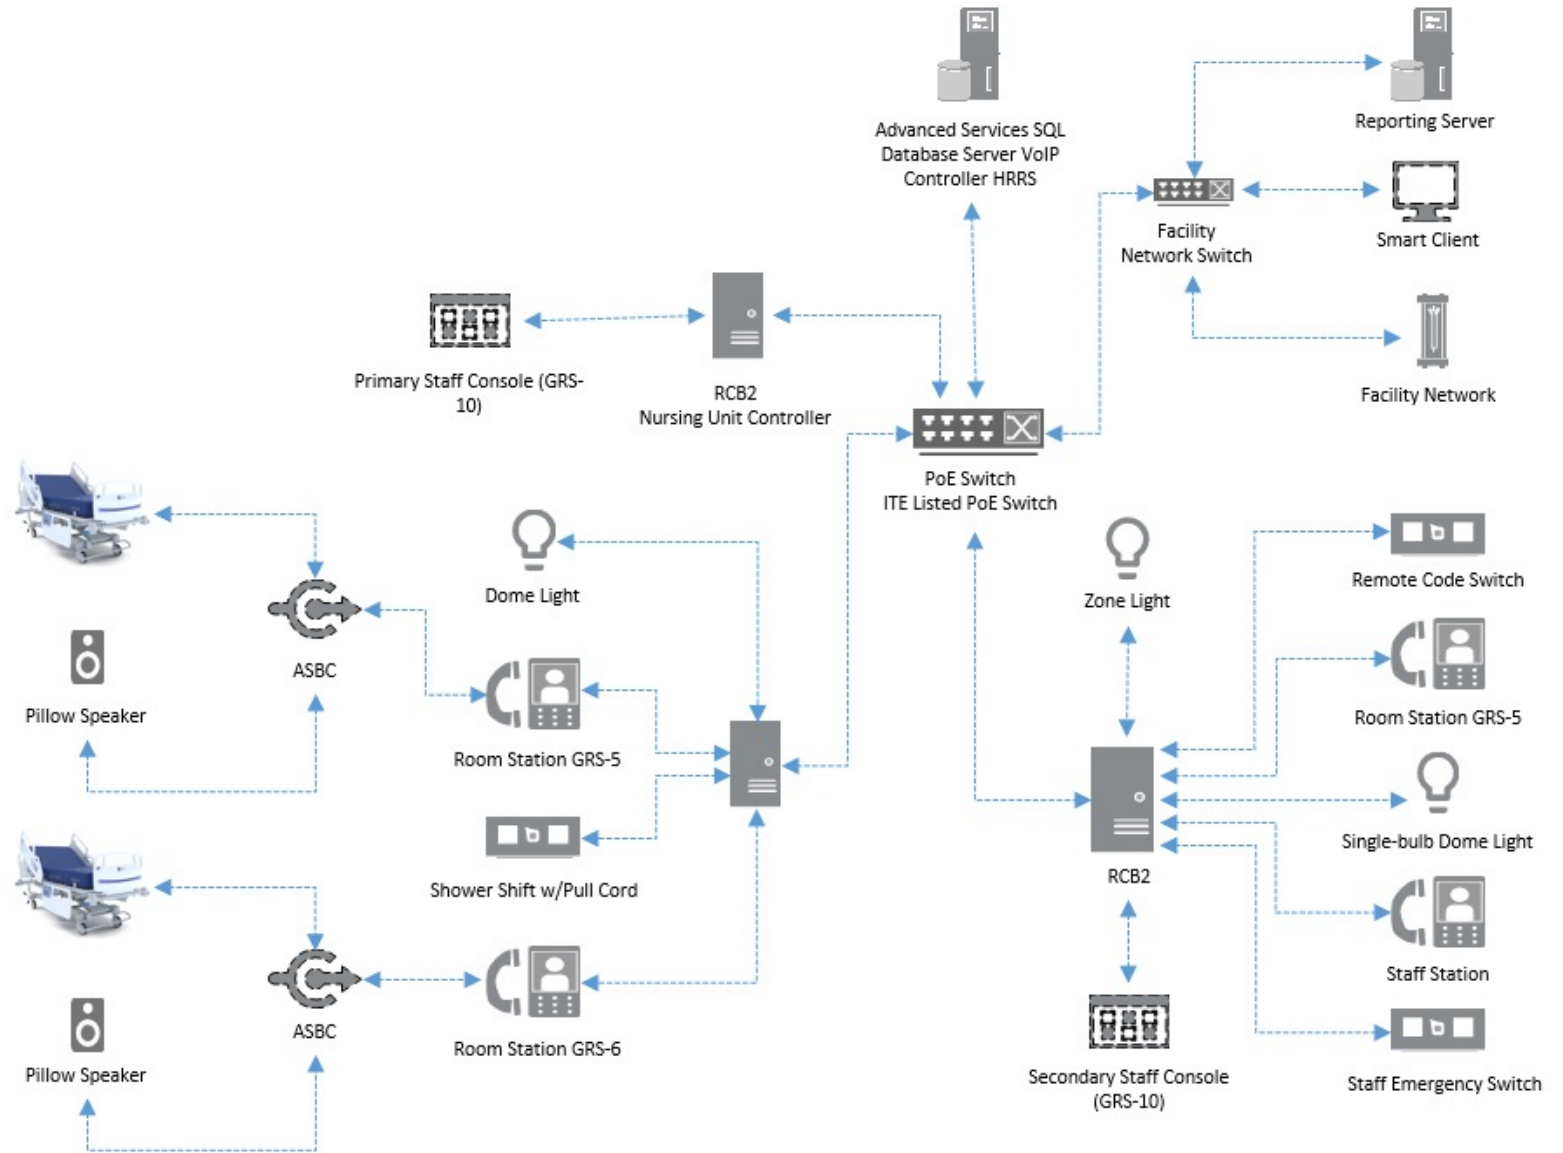 Advanced Services SQL
Database Server VoIP
Controller HRRS
Reporting Server
Smart Client
Facility
Network Switch
Facility Network
Primary Staff Console (GRS-
10)
RCB2
Nursing Unit Controller
PoE Switch
ITE Listed PoE Switch
Dome Light
ASBC
Pillow Speaker
Room Station GRS-5
Shower Shift w/Pull Cord
ASBC
Pillow Speaker
Room Station GRS-6
Zone Light
Remote Code Switch
Room Station GRS-5
Single-bulb Dome Light
RCB2
Staff Station
Secondary Staff Console
(GRS-10)
Staff Emergency Switch